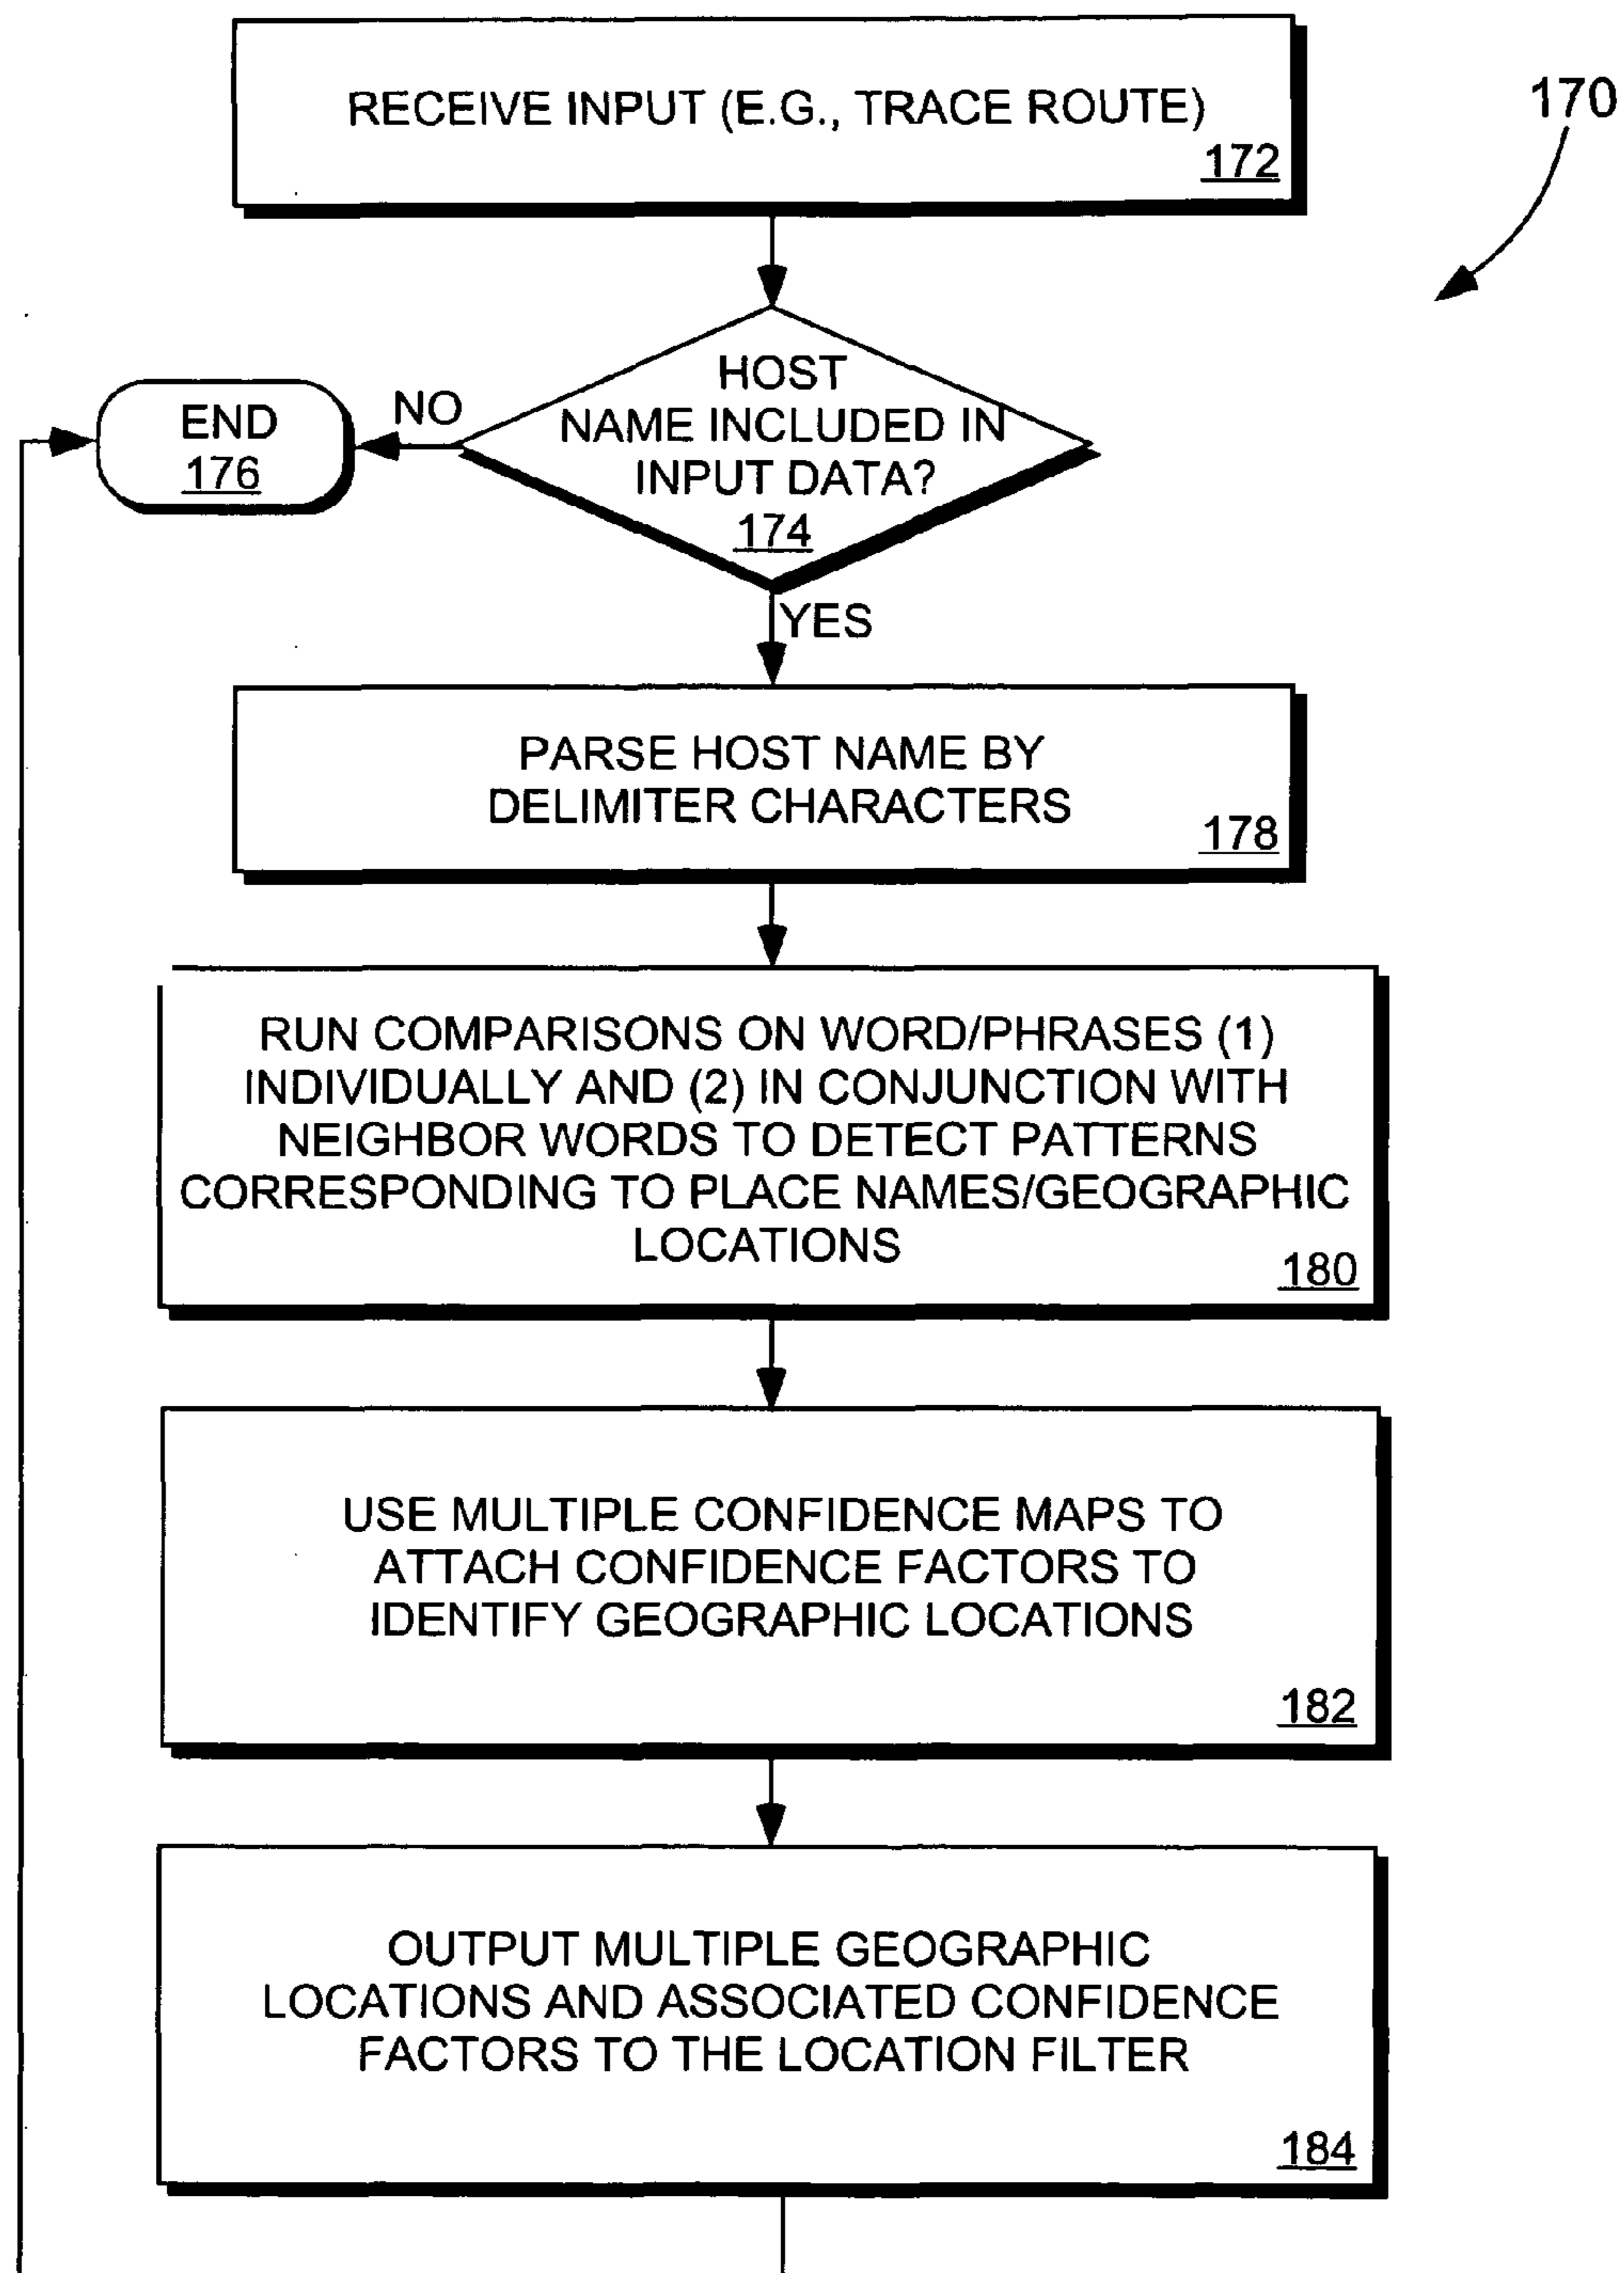 RECEIVE INPUT (E.G., TRACE ROUTE)
172
170
HOST
NAME INCLUDED IN
INPUT DATA?
174
NO
END
176
YES
PARSE HOST NAME BY
DELIMITER CHARACTERS
178
RUN COMPARISONS ON WORD/PHRASES (1)
INDIVIDUALLY AND (2) IN CONJUNCTION WITH
NEIGHBOR WORDS TO DETECT PATTERNS
CORRESPONDING TO PLACE NAMES/GEOGRAPHIC
LOCATIONS
180
USE MULTIPLE CONFIDENCE MAPS TO
ATTACH CONFIDENCE FACTORS TO
IDENTIFY GEOGRAPHIC LOCATIONS
182
OUTPUT MULTIPLE GEOGRAPHIC
LOCATIONS AND ASSOCIATED CONFIDENCE
FACTORS TO THE LOCATION FILTER
184